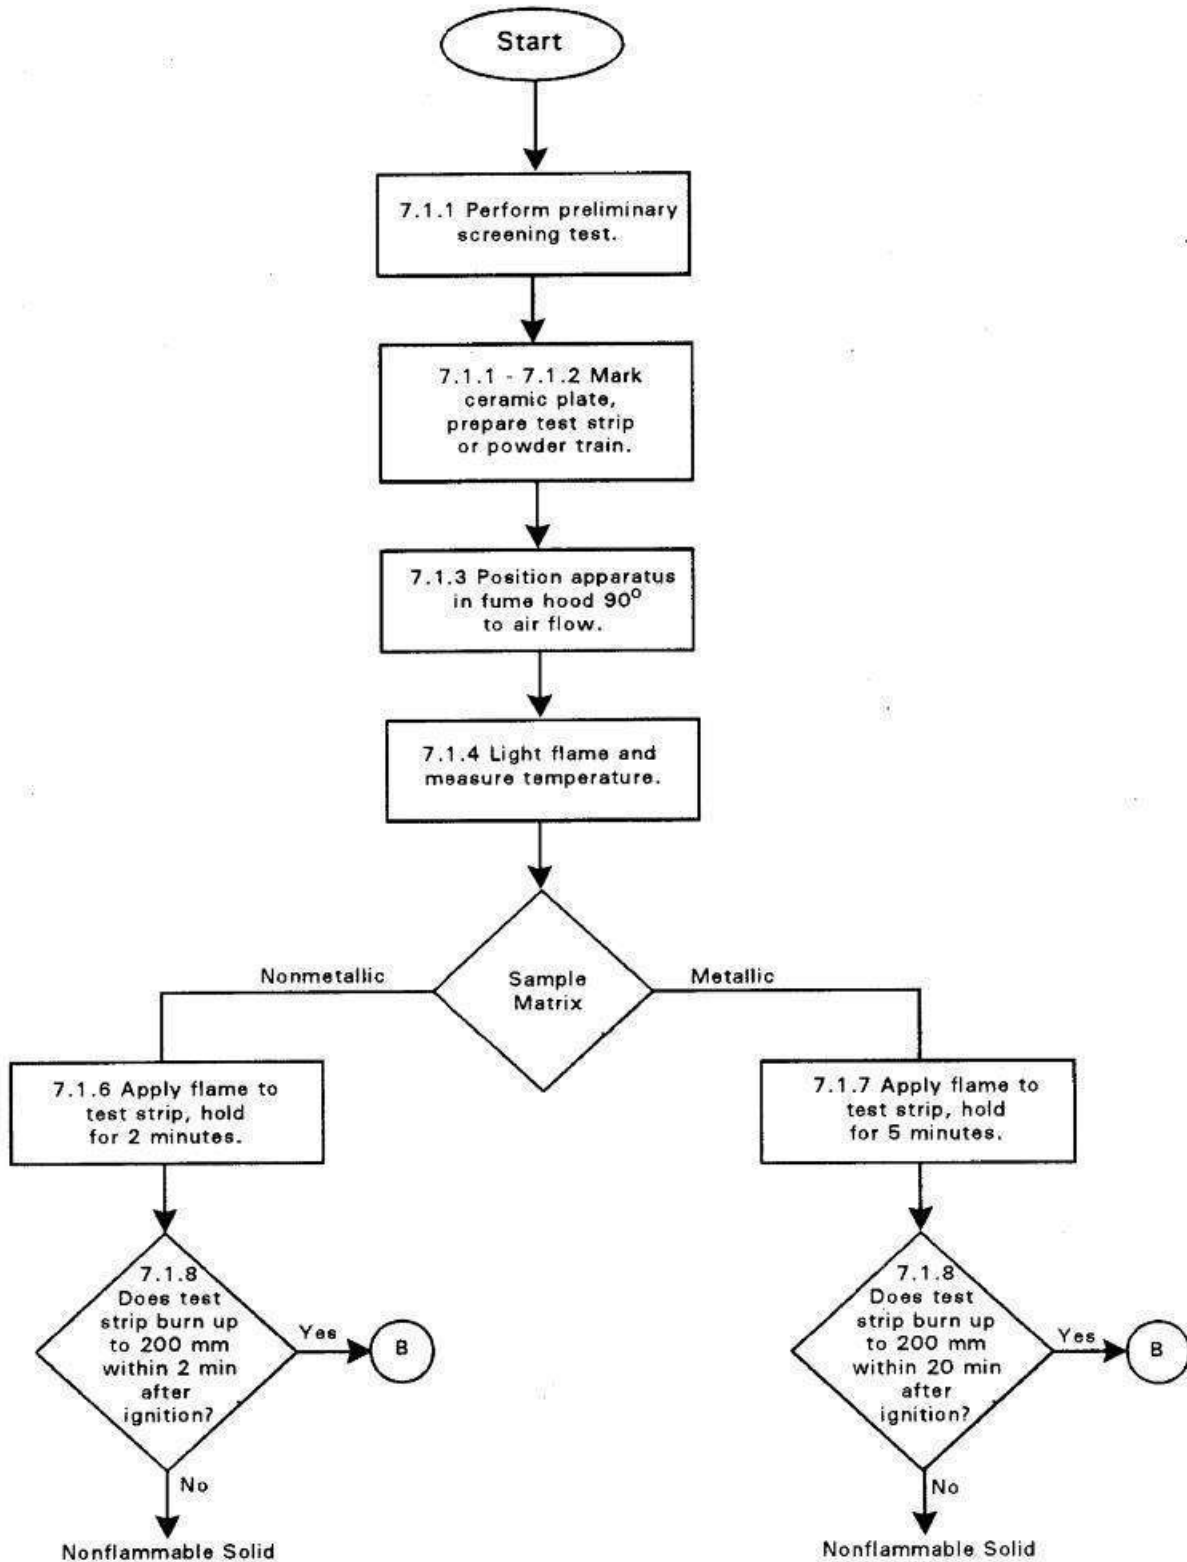 Start
7.1.1 Perform preliminary
screening test.
7.1.1 - 7.1.2 Mark
ceramic plate,
prepare test strip
or powder train.
7.1.3 Position apparatus
in fume hood 90°
to air flow.
7.1.4 Light flame and
measure temperature.
Nonmetallic
Sample
Matrix
Metallic
7.1.6 Apply flame to
test strip, hold
for 2 minutes.
7.1.7 Apply flame to
test strip, hold
for 5 minutes.
7.1.8
Does test
strip burn up
to 200 mm
within 2 min
after
ignition?
Yes
B
No
Nonflammable Solid
7.1.8
Does test
strip burn up
to 200 mm
within 20 min
after
ignition?
Yes
B
No
Nonflammable Solid